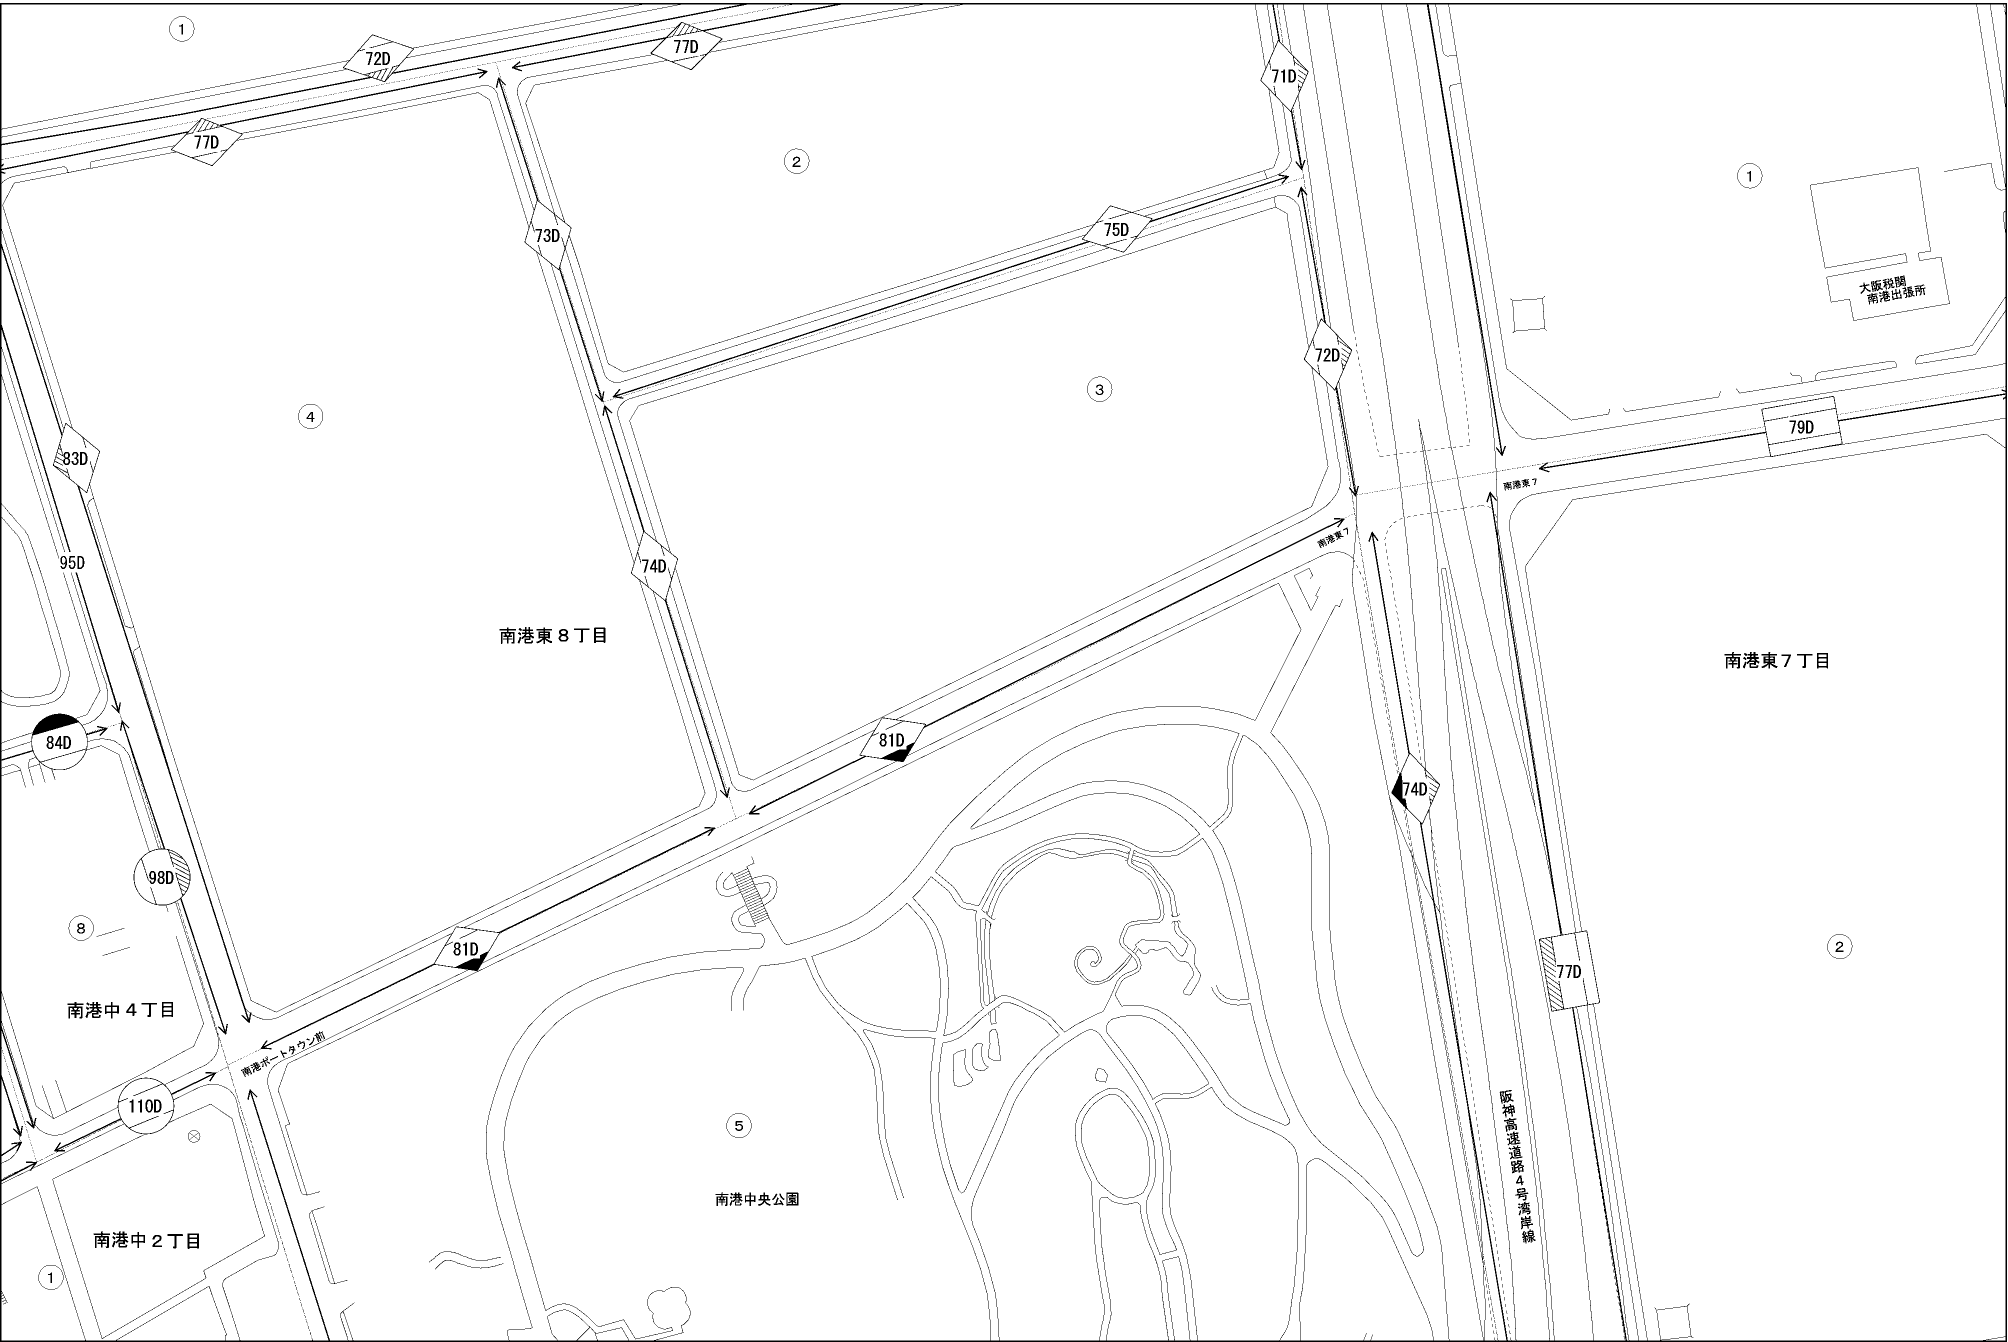 1
72D
77D
71D
77D
2
1
73D
75D
大阪税関
南港出張所
72D
3
4
79D
83D
南港東7
南港東7
95D
74D
南港東8丁目
南港東7丁目
84D
81D
74D
98D
8
81D
2
77D
南港中4丁目
南港ポートタウン前
110D
5
阪神高速道路4号湾岸線
南港中央公園
南港中2丁目
1